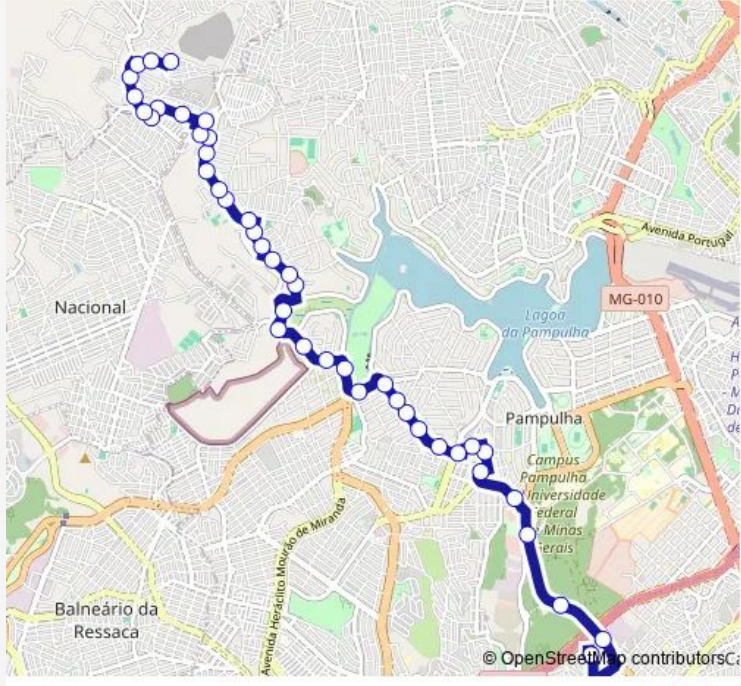 Avenida Portugal
MG-010
Nacional
Lagoa
da Pampulha
Pampulha
Campus
Pampulha
Universidade
Federal
Minas
Gerais
Avenida Heráclito Mourão de Miranda
Balneário da
Ressaca
© OpenStreetMap contributors